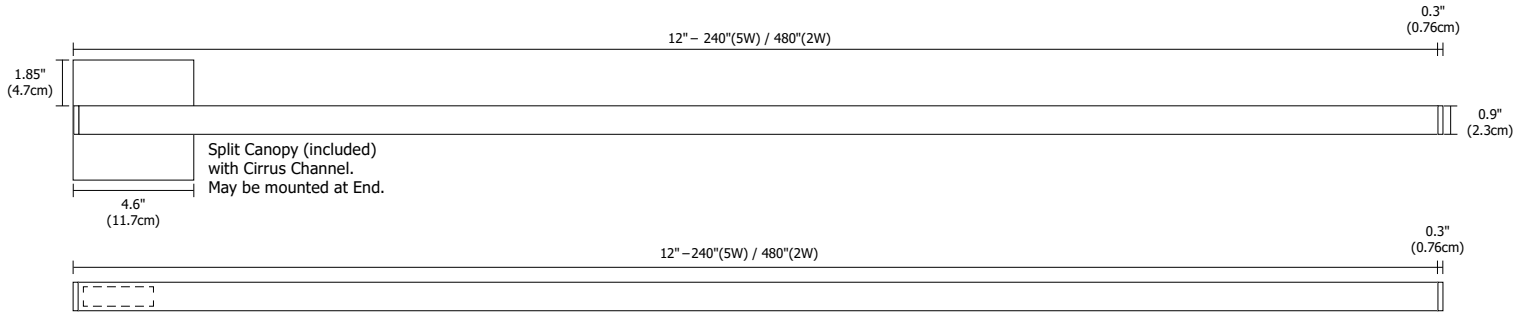 0.3"
(0.76cm)
12" – 240"(5W) / 480"(2W)
1.85"
(4.7cm)
0.9"
(2.3cm)
Split Canopy (included)
with Cirrus Channel.
May be mounted at End.
4.6"
(11.7cm)
0.3"
(0.76cm)
12" –240"(5W) / 480"(2W)